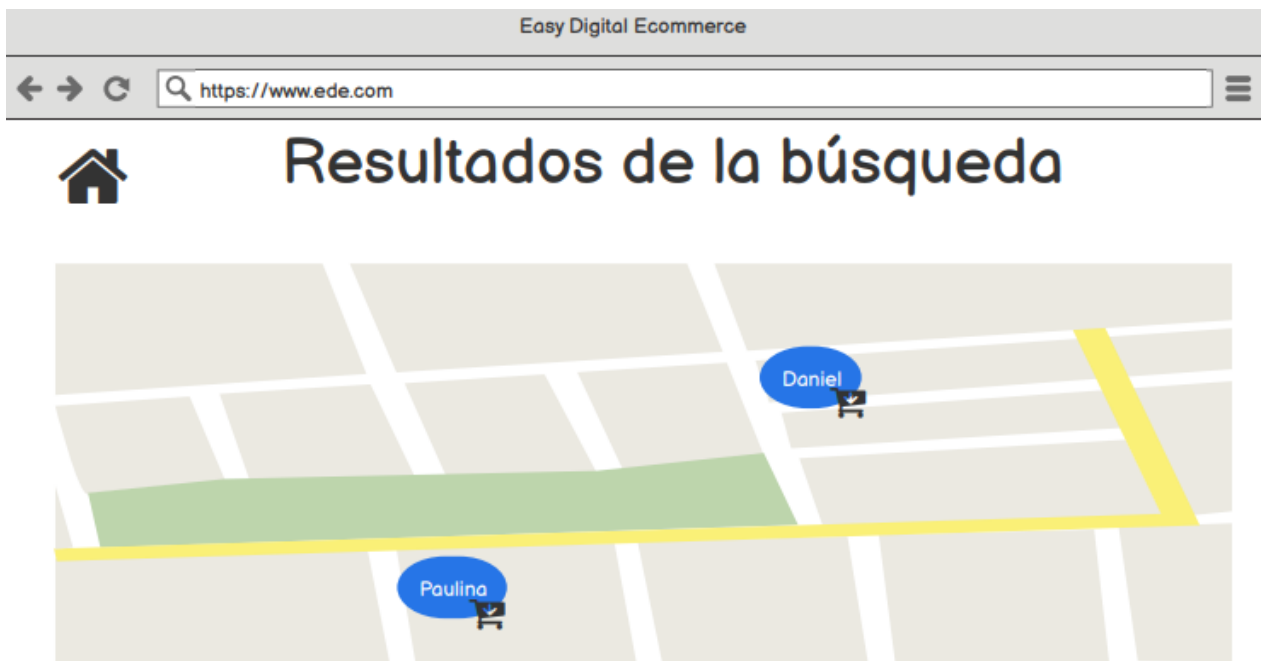 Easy Digital Ecommerce
https://www.ede.com
Resultados de la búsqueda
Daniel
Paulina